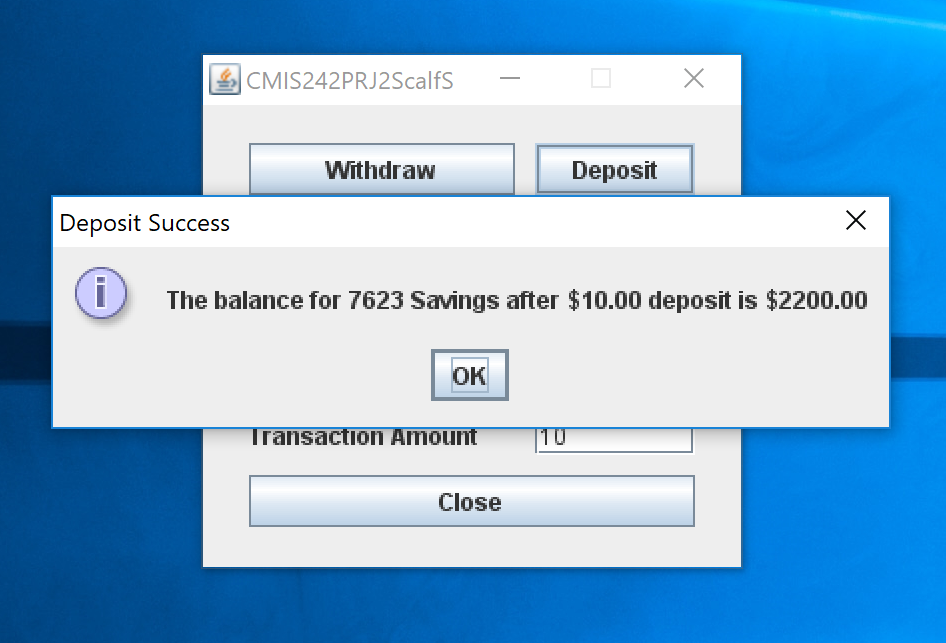 CMIS242PRJ2ScalfS
Withdraw Deposit
Deposit Success
i
The balance for 7623 Savings after $10.00 deposit is $2200.00
OK
Transaction Amount 10
Close